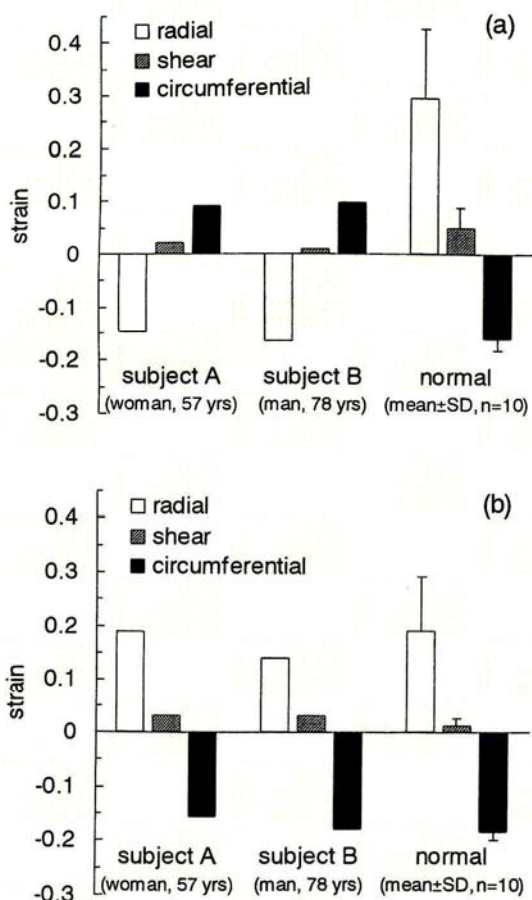 (a)
radial
shear
circumferential
0.4
0.3
0.2
0.1
0
-0.1
-0.2
-0.3
strain
subject A
(woman, 57 yrs)
subject B
(man, 78 yrs)
normal
(mean±SD, n=10)
(b)
radial
shear
circumferential
0.4
0.3
0.2
0.1
0
-0.1
-0.2
-0.3
strain
subject A
(woman, 57 yrs)
subject B
(man, 78 yrs)
normal
(mean±SD, n=10)